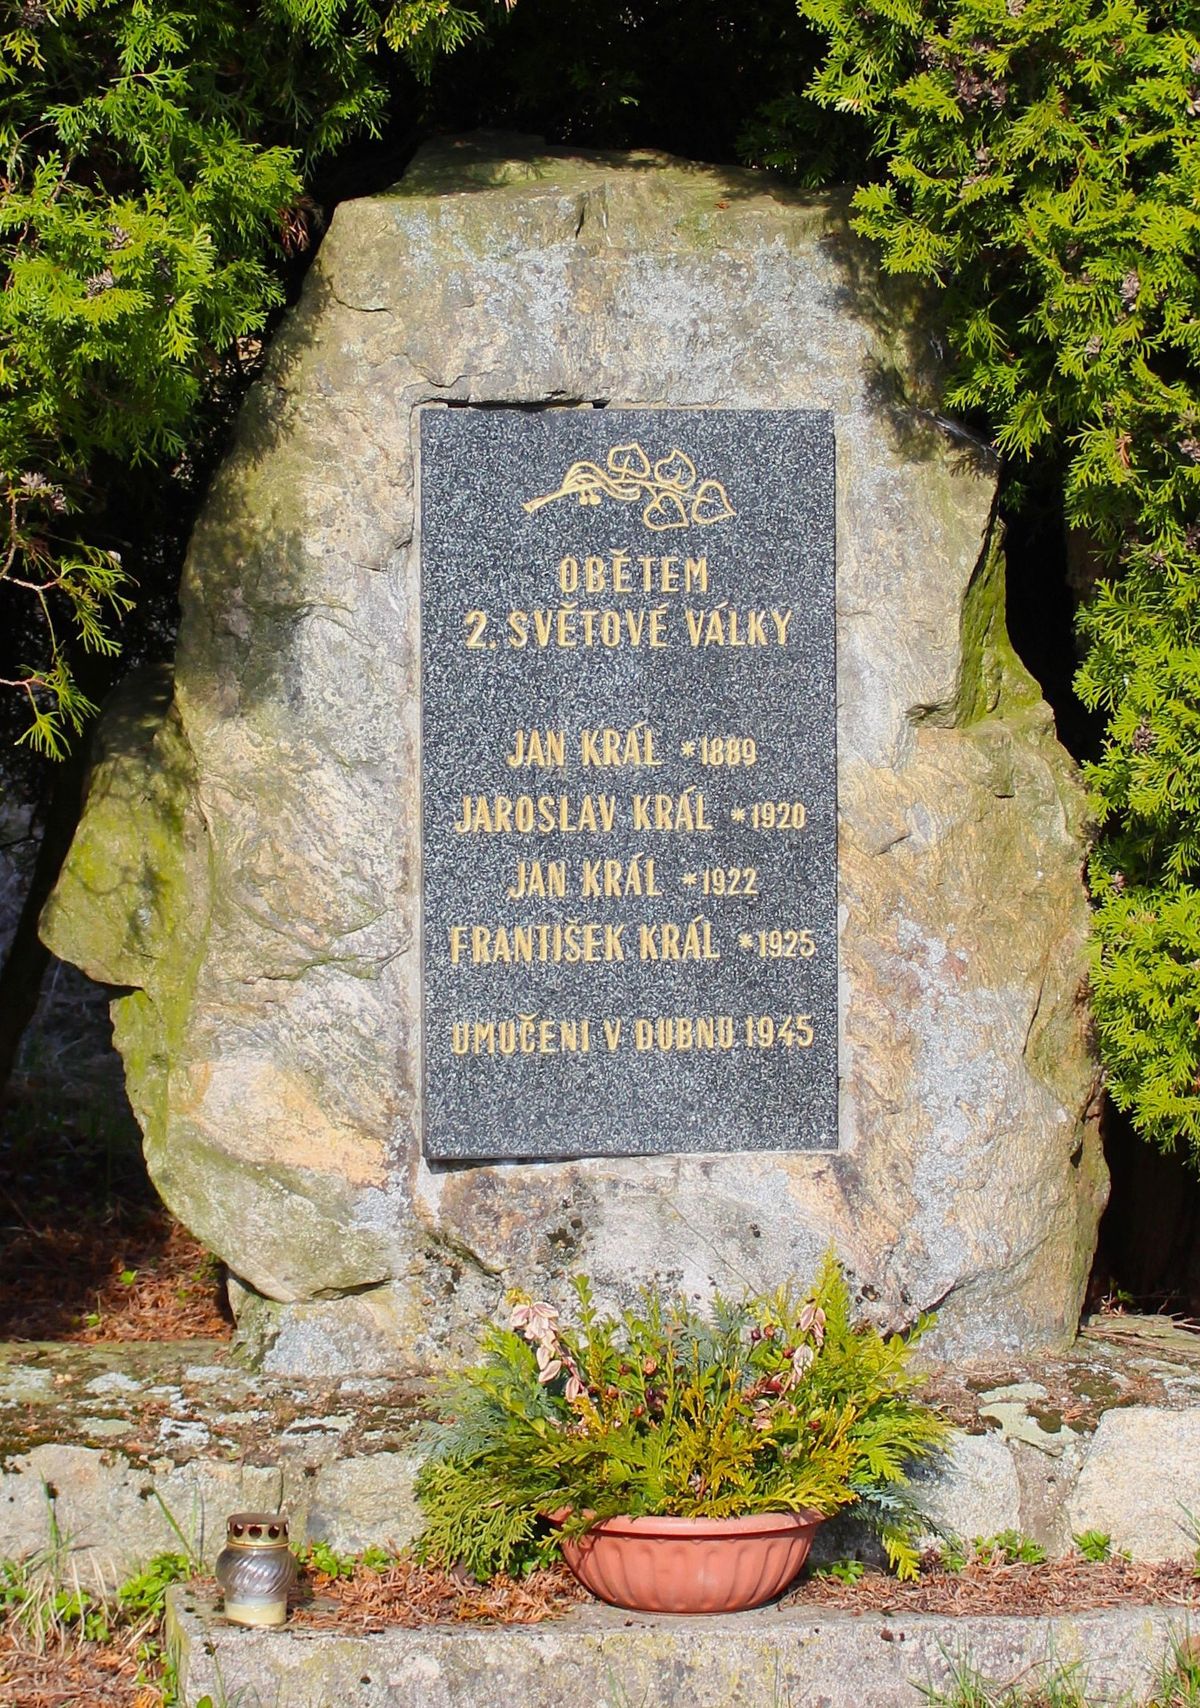 OBĚTEM
2. SVĚTOVÉ VÁLKY
JAN KRÁL *1889
JAROSLAV KRÁL *1920
JAN KRÁL *1922
FRANTIŠEK KRÁL *1925
UMUČENI V DUBNU 1945